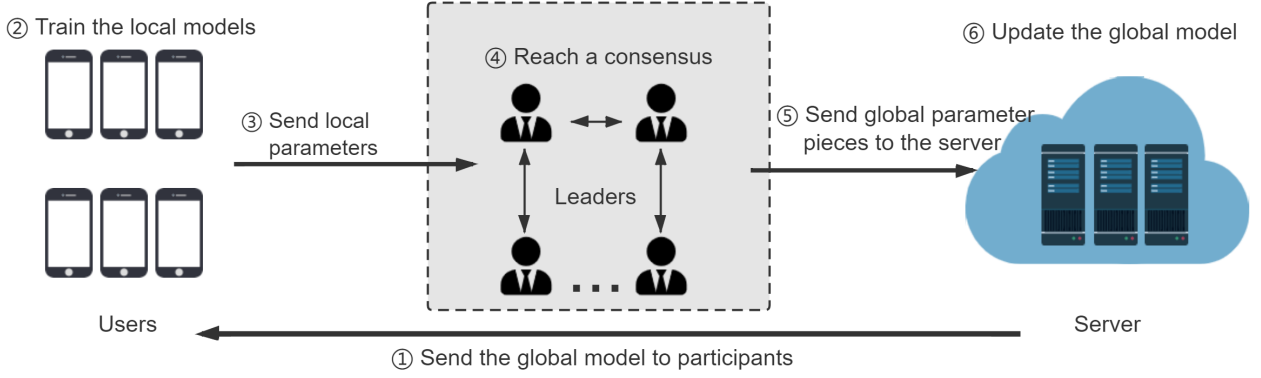 ② Train the local models
③ Send local
parameters
④ Reach a consensus
Leaders
⑤ Send global parameter
pieces to the server
⑥ Update the global model
Users
Server
① Send the global model to participants